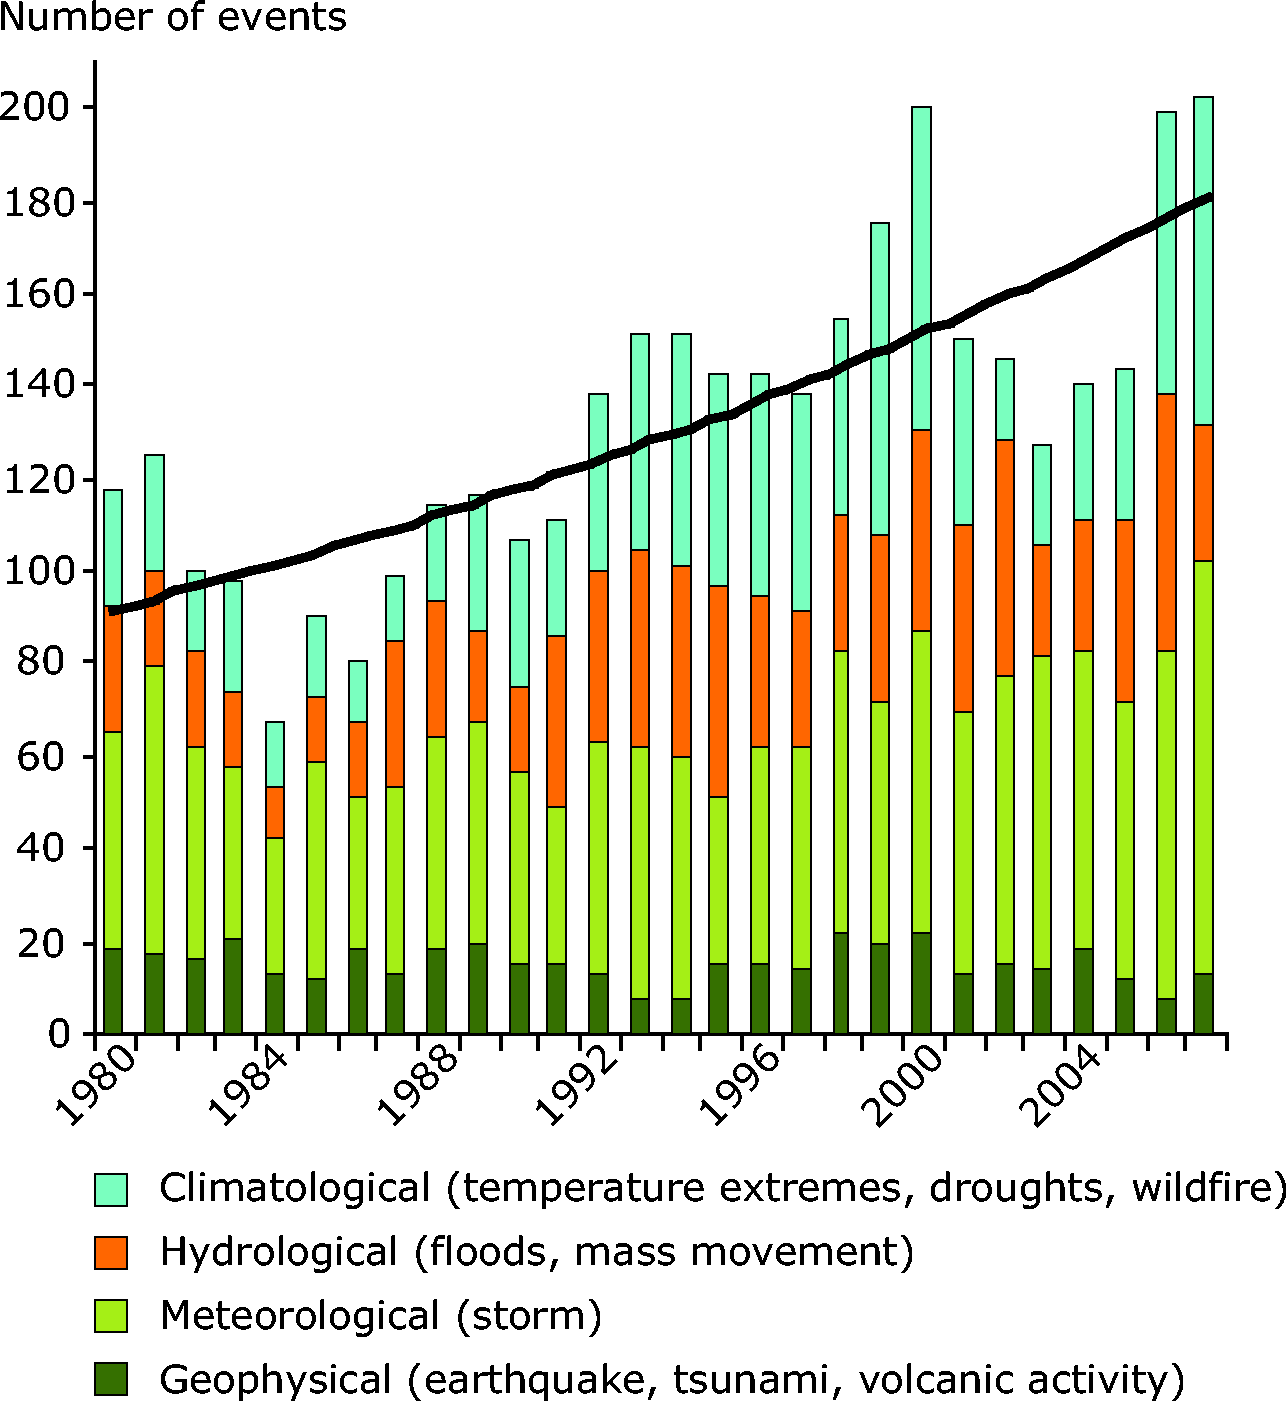 Number of events
200
180
160
140
120
100
80
60
40
20
0
1980 1984 1988 1992 1996 2000 2004
Climatological (temperature extremes, droughts, wildfire)
Hydrological (floods, mass movement)
Meteorological (storm)
Geophysical (earthquake, tsunami, volcanic activity)